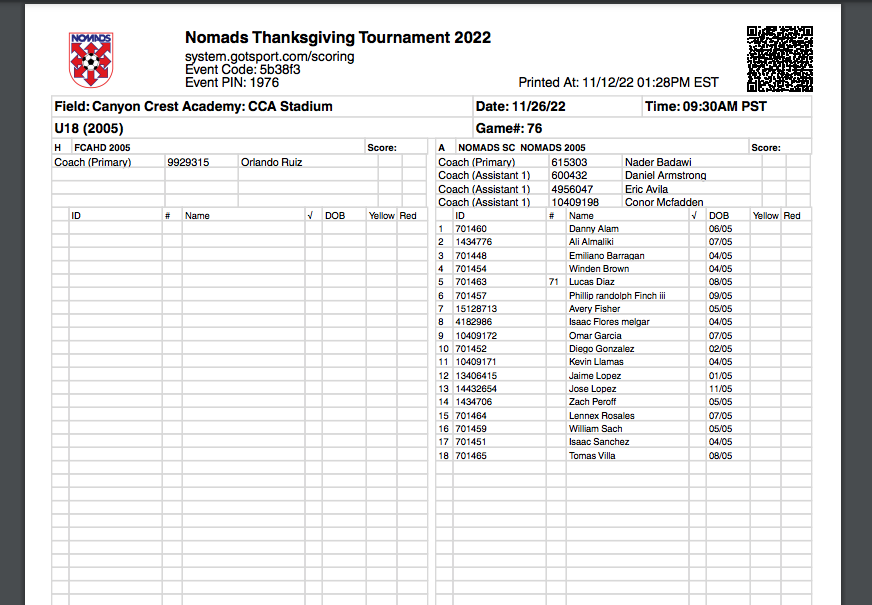 NOMADS
Nomads Thanksgiving Tournament 2022
system.gotsport.com/scoring
Event Code: 5b38f3
Event PIN: 1976
Printed At: 11/12/22 01:28PM EST
Field: Canyon Crest Academy: CCA Stadium Date: 11/26/22 Time: 09:30AM PST
U18 (2005) Game#: 76
H FCAHD 2005 Score:
Coach (Primary) 9929315 Orlando Ruiz
ID # Name √ DOB Yellow Red
A NOMADS SC NOMADS 2005 Score:
Coach (Primary) 615303 Nader Badawi
Coach (Assistant 1) 600432 Daniel Armstrong
Coach (Assistant 1) 4956047 Eric Avila
Coach (Assistant 1) 10409198 Conor Mcfadden
ID # Name √ DOB Yellow Red
1 701460 Danny Alam 06/05
2 1434776 Ali Almaliki 07/05
3 701448 Emiliano Barragan 04/05
4 701454 Winden Brown 04/05
5 701463 71 Lucas Diaz 08/05
6 701457 Phillip randolph Finch iii 09/05
7 15128713 Avery Fisher 05/05
8 4182986 Isaac Flores melgar 04/05
9 10409172 Omar Garcia 07/05
10 701452 Diego Gonzalez 02/05
11 10409171 Kevin Llamas 04/05
12 13406415 Jaime Lopez 01/05
13 14432654 Jose Lopez 11/05
14 1434706 Zach Peroff 05/05
15 701464 Lennex Rosales 07/05
16 701459 William Sach 05/05
17 701451 Isaac Sanchez 04/05
18 701465 Tomas Villa 08/05